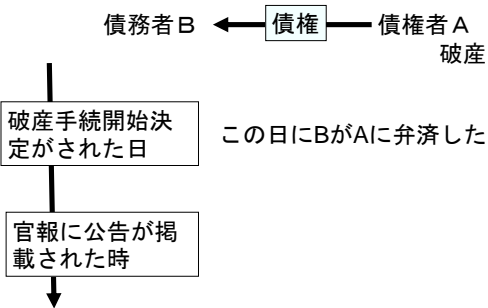 債務者Ｂ 債権 債権者Ａ
破産
破産手続開始決
定がされた日
この日にBがAに弁済した
官報に公告が掲
載された時